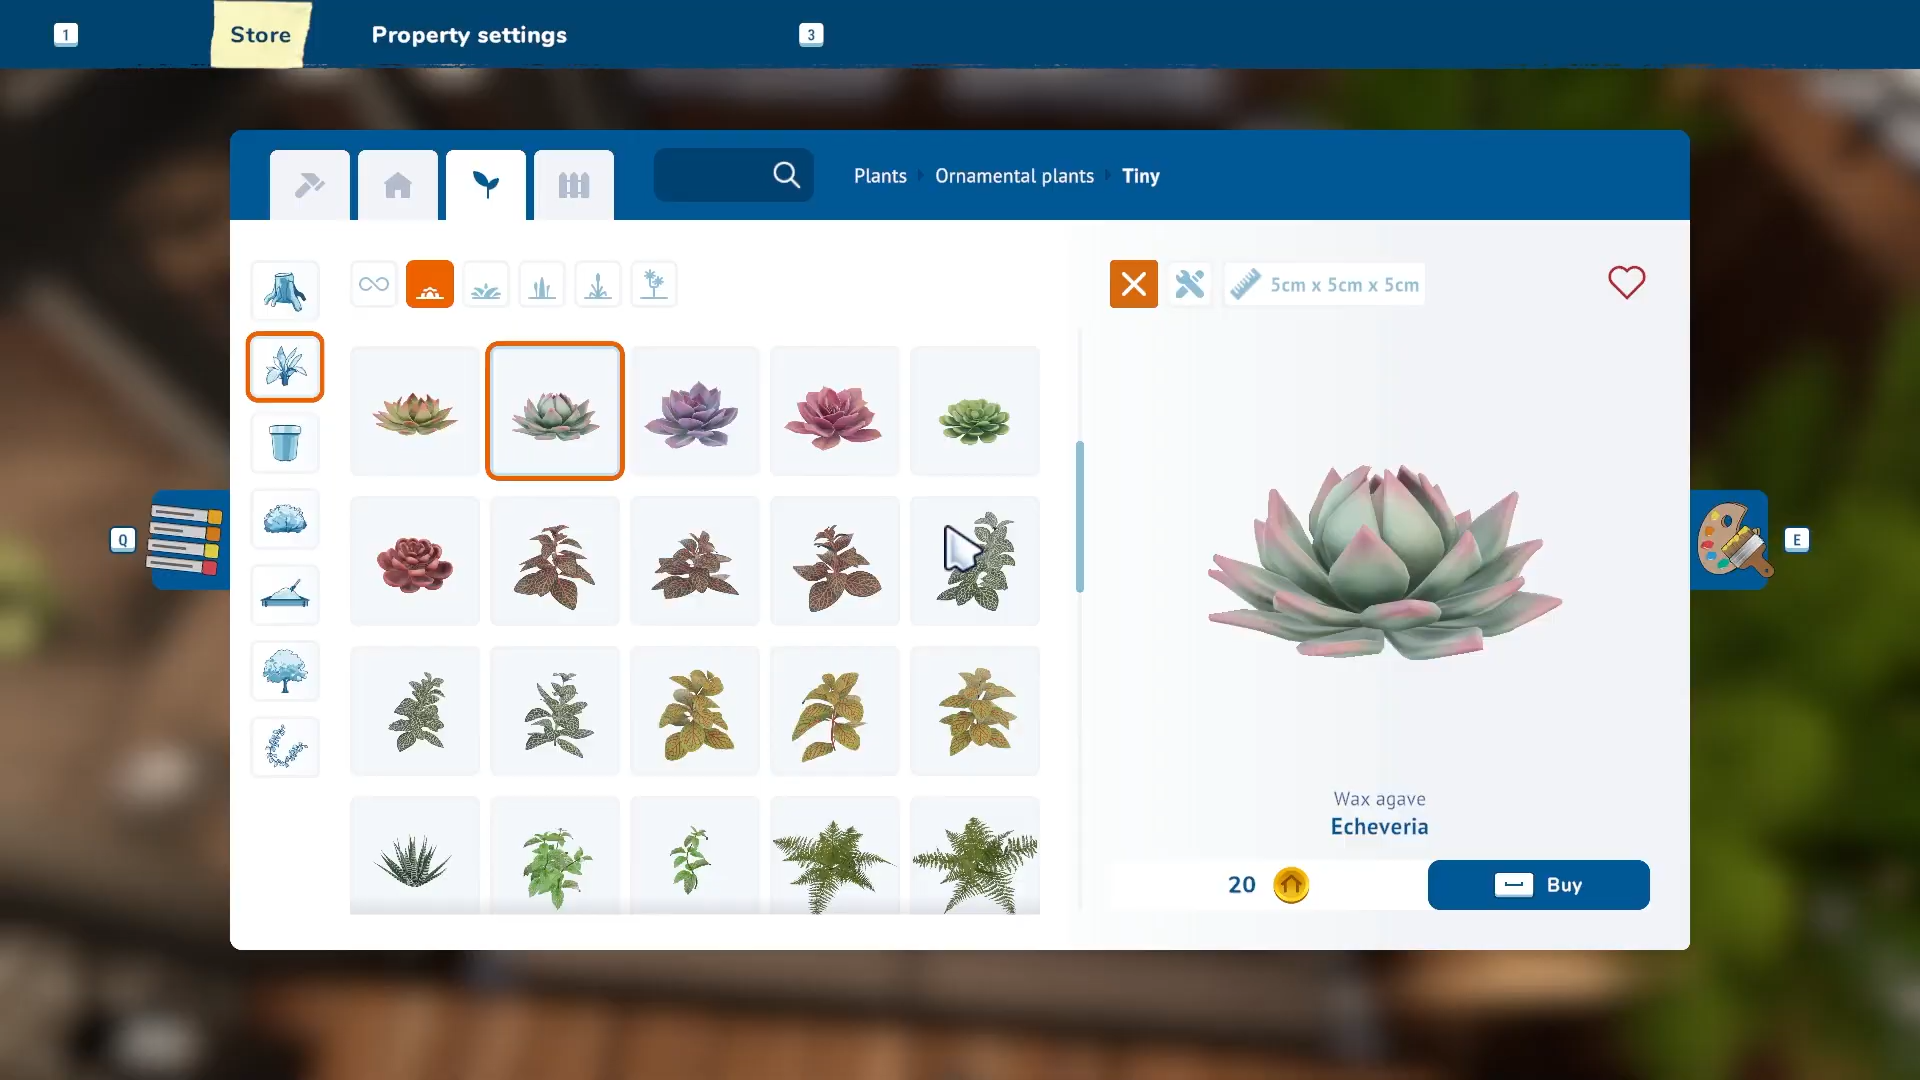 1
Store
Property settings
3
Plants
Ornamental plants
Tiny
5cm x 5cm x 5cm
Q
E
Wax agave
Echeveria
20
Buy